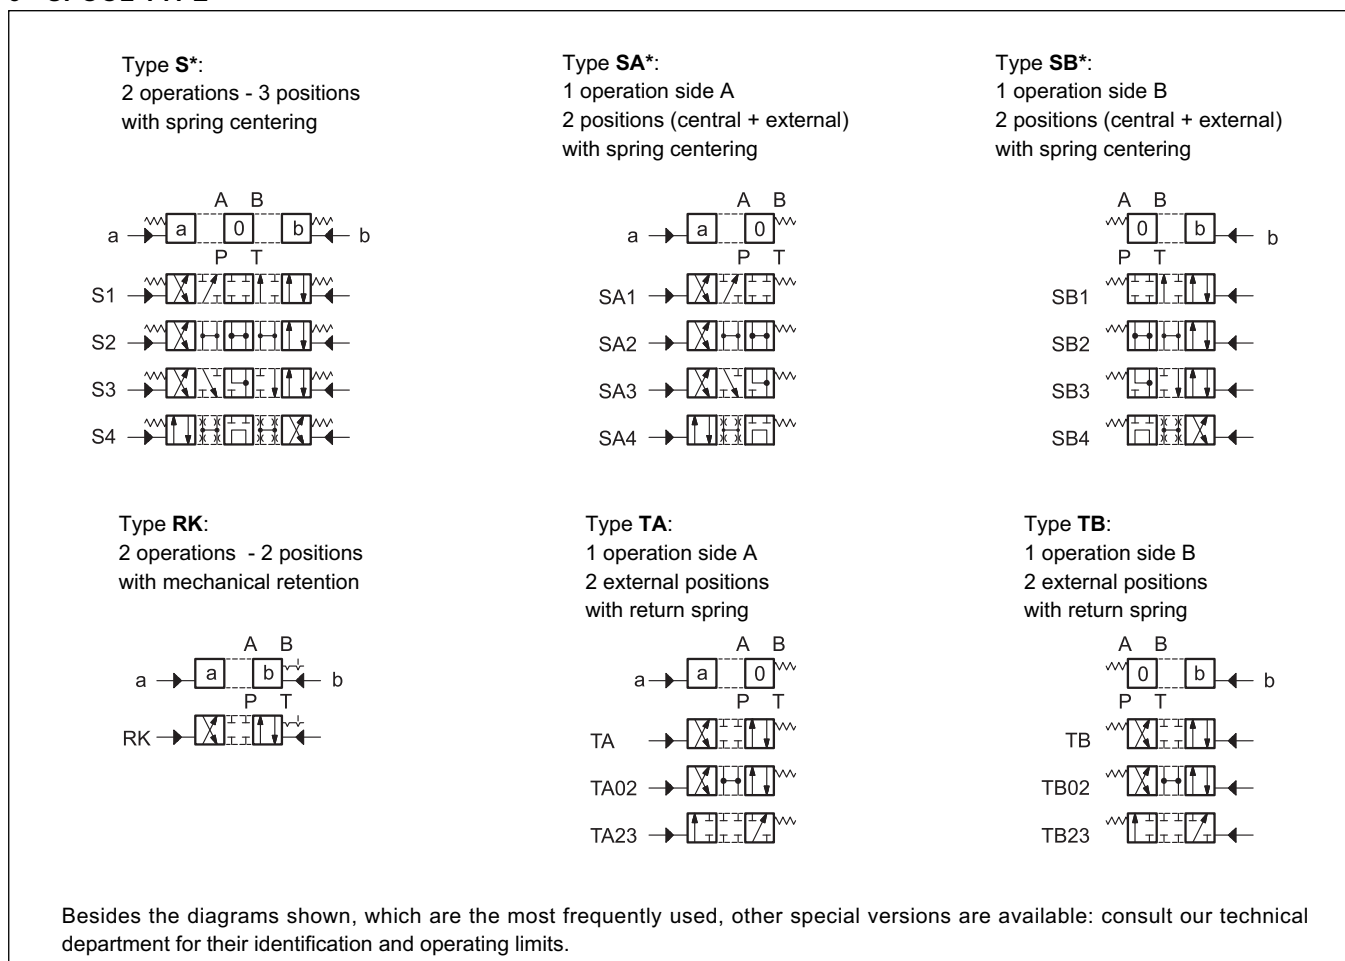 Type S*:
2 operations - 3 positions
with spring centering
Type SA*:
1 operation side A
2 positions (central + external)
with spring centering
Type SB*:
1 operation side B
2 positions (central + external)
with spring centering
A B
a a 0 b b
P T
S1
S2
S3
S4
A B
a a 0
P T
SA1
SA2
SA3
SA4
A B
0 b b
P T
SB1
SB2
SB3
SB4
Type RK:
2 operations - 2 positions
with mechanical retention
Type TA:
1 operation side A
2 external positions
with return spring
Type TB:
1 operation side B
2 external positions
with return spring
A B
a a b b
P T
RK
A B
a a 0
P T
TA
TA02
TA23
A B
0 b b
P T
TB
TB02
TB23
Besides the diagrams shown, which are the most frequently used, other special versions are available: consult our technical
department for their identification and operating limits.